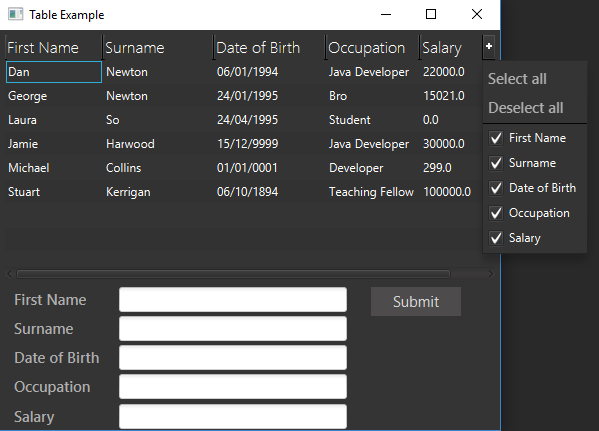 Table Example
First Name Surname Date of Birth Occupation Salary +
Dan Newton 06/01/1994 Java Developer 22000.0
George Newton 24/01/1995 Bro 15021.0
Laura So 24/04/1995 Student 0.0
Jamie Harwood 15/12/9999 Java Developer 30000.0
Michael Collins 01/01/0001 Developer 299.0
Stuart Kerrigan 06/10/1894 Teaching Fellow 100000.0
Select all
Deselect all
First Name
Surname
Date of Birth
Occupation
Salary
First Name Submit
Surname
Date of Birth
Occupation
Salary